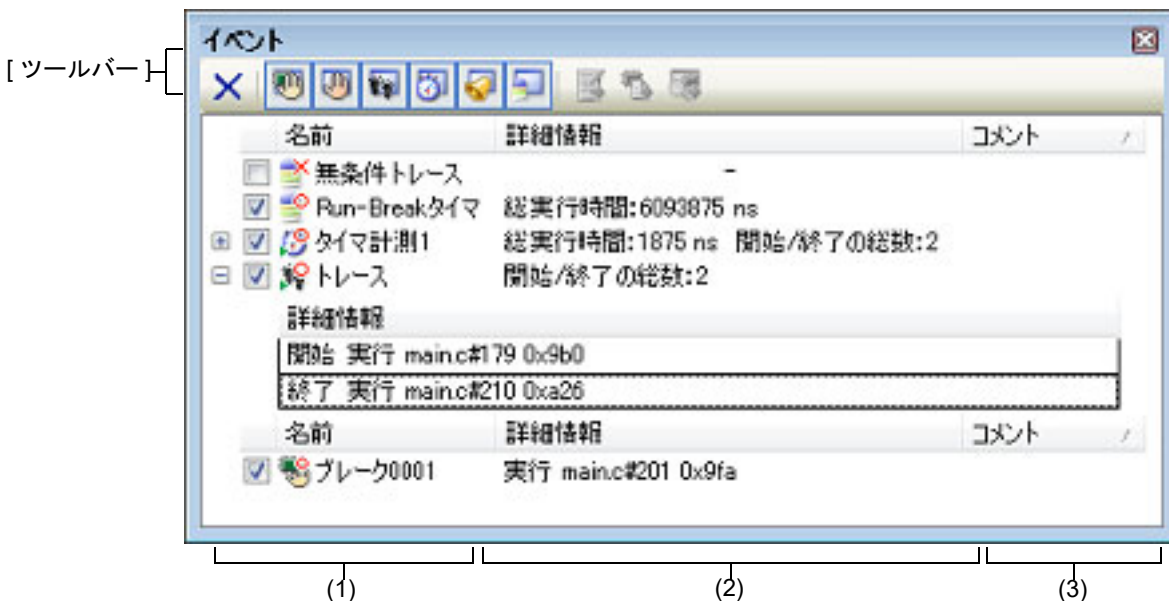 イベント
[ ツールバー ]
名前 詳細情報 コメント
無条件トレース -
Run-Breakタイマ 総実行時間:6093875 ns
タイマ計測1 総実行時間:1875 ns 開始/終了の総数:2
トレース 開始/終了の総数:2
詳細情報
開始 実行 main.c#179 0x9b0
終了 実行 main.c#210 0xa26
名前 詳細情報 コメント
ブレーク0001 実行 main.c#201 0x9fa
(1) (2) (3)